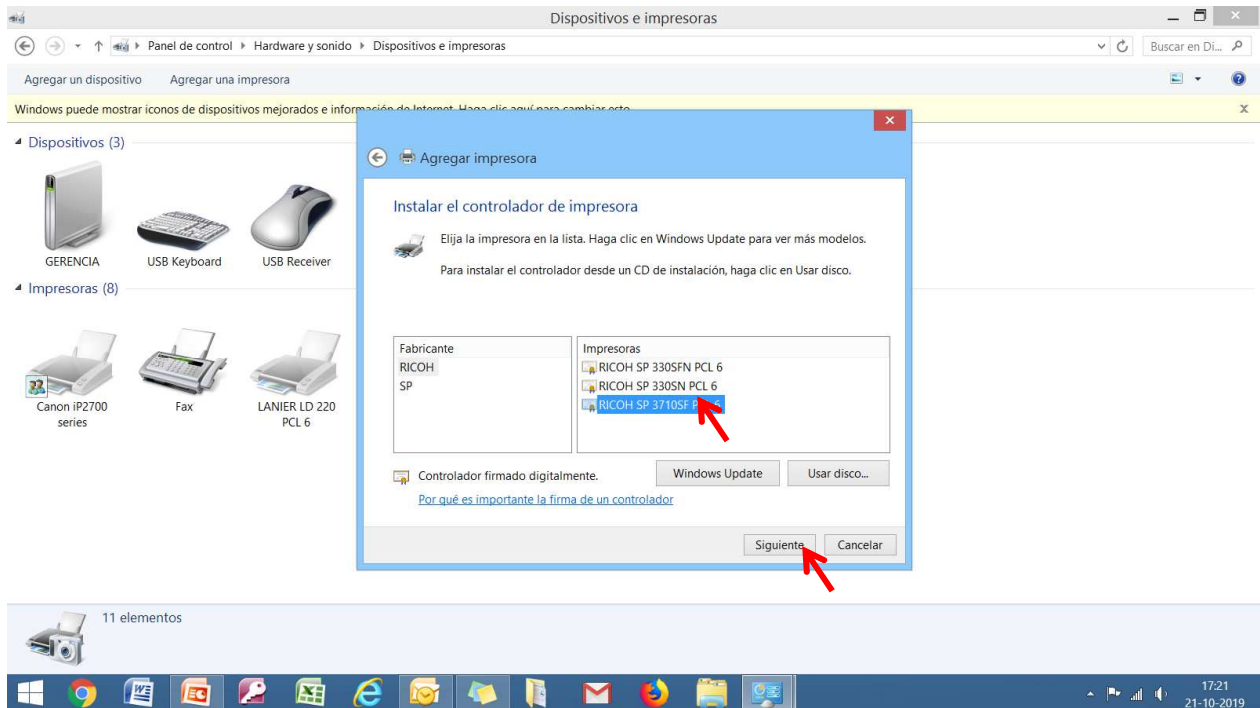 Dispositivos e impresoras
Panel de control Hardware y sonido Dispositivos e impresoras
Buscar en Di...
Agregar un dispositivo Agregar una impresora
Windows puede mostrar iconos de dispositivos mejorados e información de Internet. Haga clic aquí para cambiar esto.
Dispositivos (3)
GERENCIA
USB Keyboard
USB Receiver
Impresoras (8)
Canon iP2700
series
Fax
LANIER LD 220
PCL 6
Agregar impresora
Instalar el controlador de impresora
Elija la impresora en la lista. Haga clic en Windows Update para ver más modelos.
Para instalar el controlador desde un CD de instalación, haga clic en Usar disco.
Fabricante
RICOH
SP
Impresoras
RICOH SP 330SFN PCL 6
RICOH SP 330SN PCL 6
RICOH SP 3710SF PCL 6
Controlador firmado digitalmente.
Windows Update
Usar disco...
Por qué es importante la firma de un controlador
Siguiente
Cancelar
11 elementos
17:21
21-10-2019